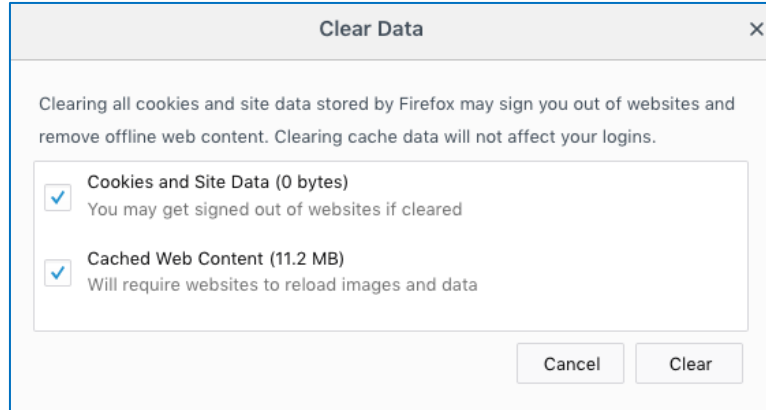 Clear Data
Clearing all cookies and site data stored by Firefox may sign you out of websites and
remove offline web content. Clearing cache data will not affect your logins.
Cookies and Site Data (0 bytes)
You may get signed out of websites if cleared
Cached Web Content (11.2 MB)
Will require websites to reload images and data
Cancel Clear